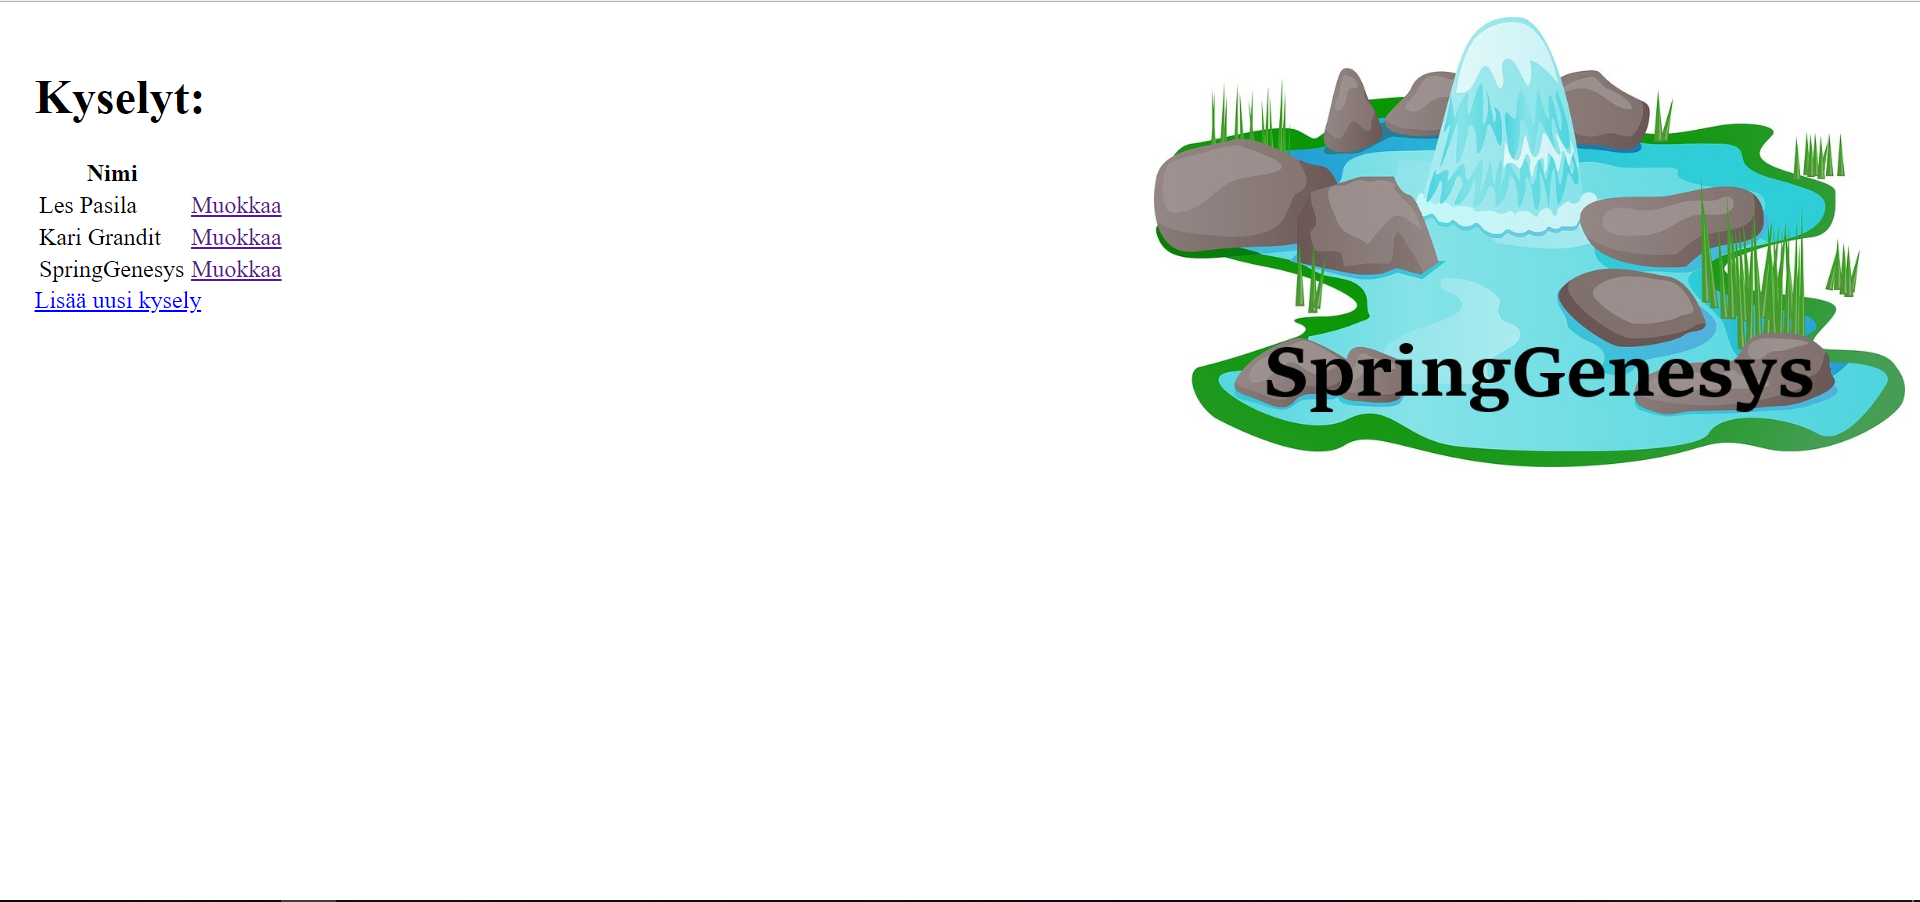 Kyselyt:
Nimi
Les Pasila Muokkaa
Kari Grandit Muokkaa
SpringGenesys Muokkaa
Lisää uusi kysely
SpringGenesys